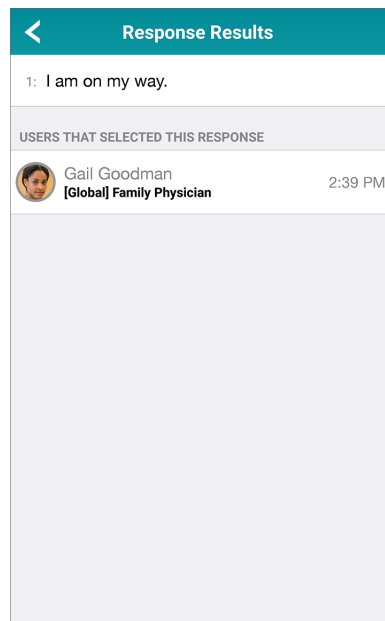 Response Results
1: I am on my way.
USERS THAT SELECTED THIS RESPONSE
Gail Goodman
[Global] Family Physician
2:39 PM